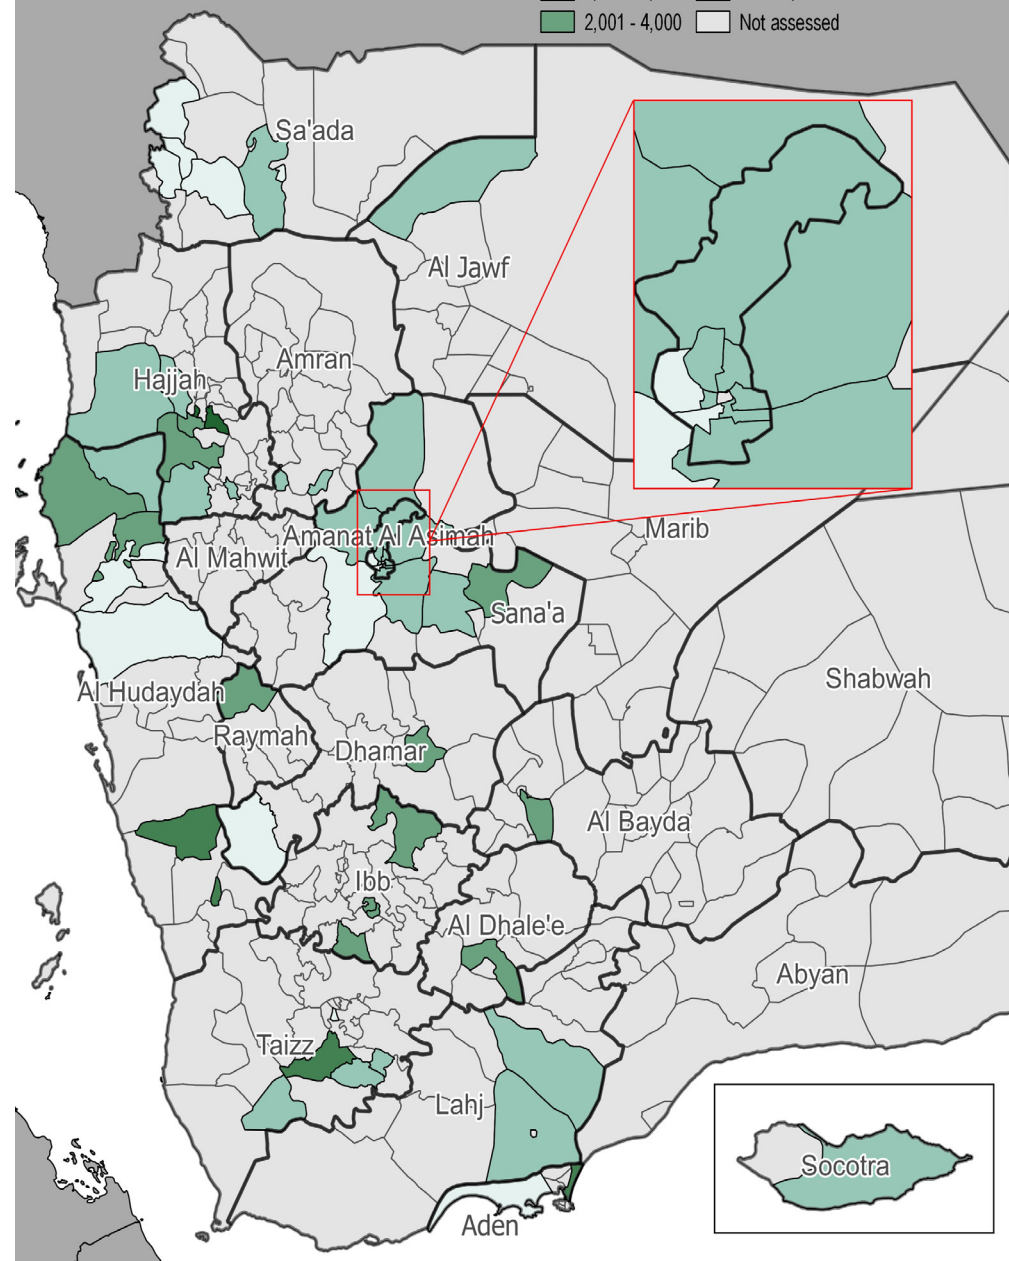 2,001 - 4,000
Not assessed
Sa'ada
Al Jawf
Amran
Hajjah
Marib
Amanat Al Asimah
Al Mahwit
Sana'a
Shabwah
Al Hudaydah
Raymah
Dhamar
Al Bayda
Ibb
Al Dhale'e
Abyan
Taizz
Lahj
Socotra
Aden